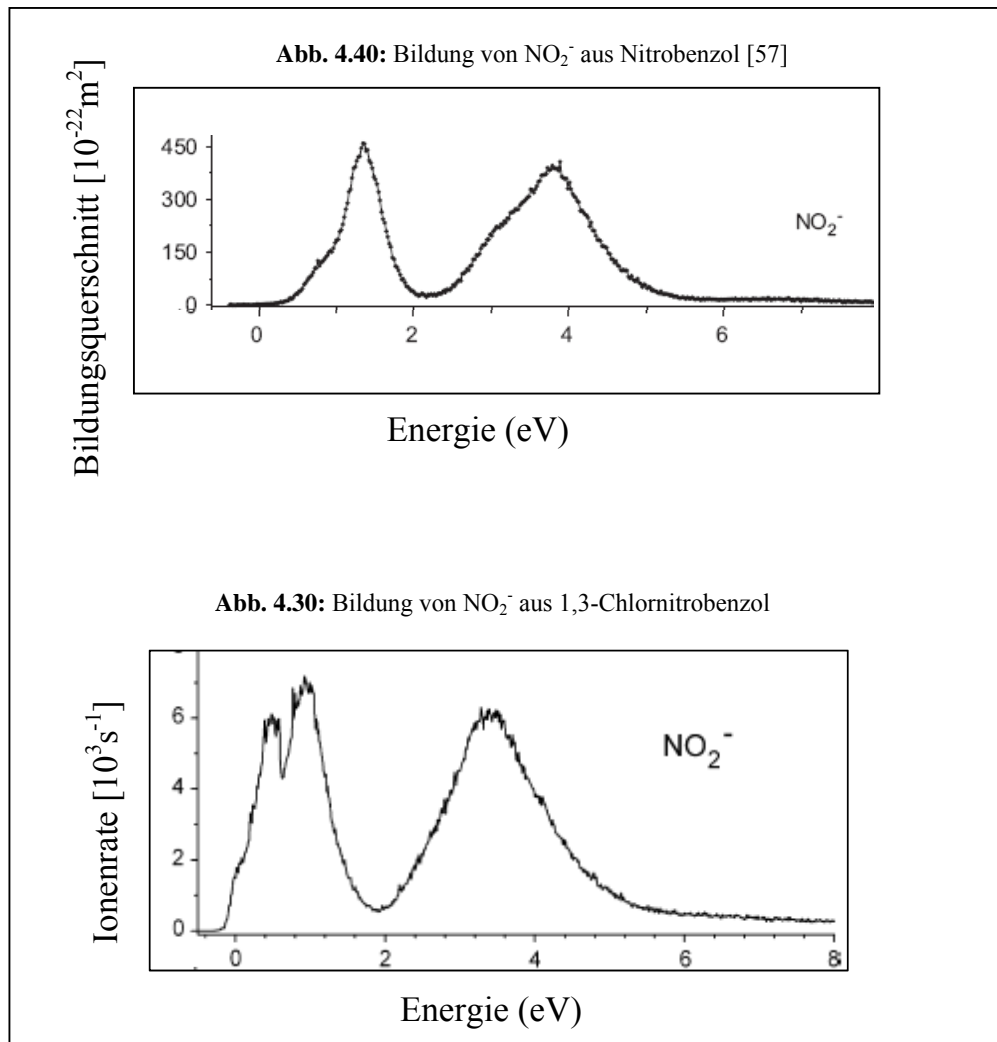 Abb. 4.40: Bildung von NO₂⁻ aus Nitrobenzol [57]
Bildungsquerschnitt [10⁻²²m²]
450
300
150
0
NO₂⁻
0 2 4 6
Energie (eV)
Abb. 4.30: Bildung von NO₂⁻ aus 1,3-Chlornitrobenzol
Ionenrate [10³s⁻¹]
6
4
2
0
NO₂⁻
0 2 4 6 8
Energie (eV)